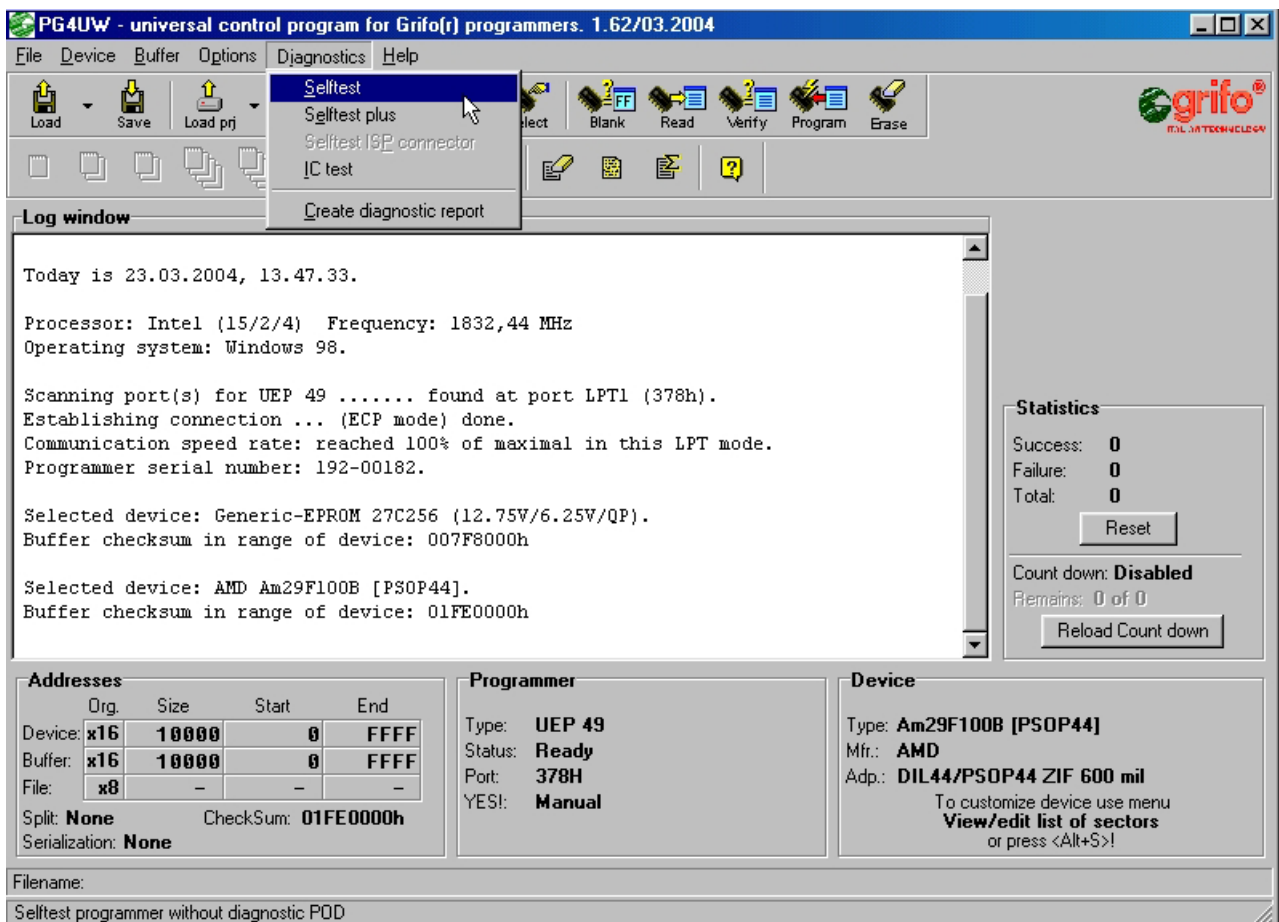 PG4UW - universal control program for Grifo(r) programmers. 1.62/03.2004
File Device Buffer Options Diagnostics Help
Selftest
Selftest plus
Selftest ISP connector
IC test
Create diagnostic report
Load Save Load prj Blank Read Verify Program Erase
grifo®
Log window
Today is 23.03.2004, 13.47.33.
Processor: Intel (15/2/4) Frequency: 1832,44 MHz
Operating system: Windows 98.
Scanning port(s) for UEP 49 ....... found at port LPT1 (378h).
Establishing connection ... (ECP mode) done.
Communication speed rate: reached 100% of maximal in this LPT mode.
Programmer serial number: 192-00182.
Selected device: Generic-EPROM 27C256 (12.75V/6.25V/QP).
Buffer checksum in range of device: 007F8000h
Selected device: AMD Am29F100B [PSOP44].
Buffer checksum in range of device: 01FE0000h
Statistics
Success: 0
Failure: 0
Total: 0
Reset
Count down: Disabled
Remains: 0 of 0
Reload Count down
Addresses
Org. Size Start End
Device: x16 10000 0 FFFF
Buffer: x16 10000 0 FFFF
File: x8 - - -
Split: None CheckSum: 01FE0000h
Serialization: None
Programmer
Type: UEP 49
Status: Ready
Port: 378H
YES!: Manual
Device
Type: Am29F100B [PSOP44]
Mfr.: AMD
Adp.: DIL44/PSOP44 ZIF 600 mil
To customize device use menu
View/edit list of sectors
or press <Alt+S>!
Filename:
Selftest programmer without diagnostic POD